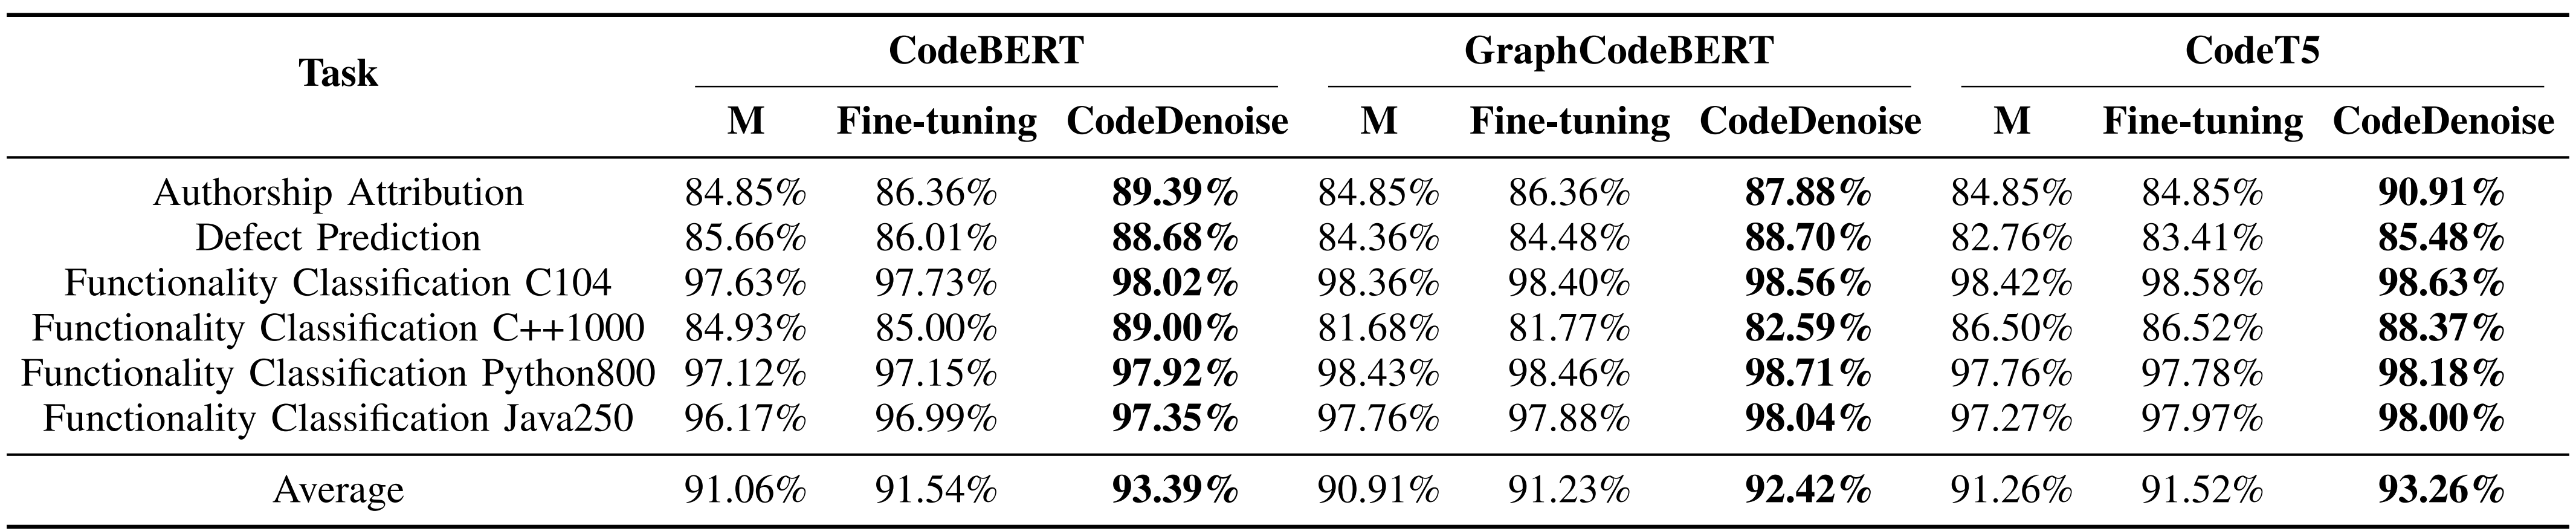 Task CodeBERT GraphCodeBERT CodeT5
M Fine-tuning CodeDenoise M Fine-tuning CodeDenoise M Fine-tuning CodeDenoise
Authorship Attribution 84.85% 86.36% 89.39% 84.85% 86.36% 87.88% 84.85% 84.85% 90.91%
Defect Prediction 85.66% 86.01% 88.68% 84.36% 84.48% 88.70% 82.76% 83.41% 85.48%
Functionality Classification C104 97.63% 97.73% 98.02% 98.36% 98.40% 98.56% 98.42% 98.58% 98.63%
Functionality Classification C++1000 84.93% 85.00% 89.00% 81.68% 81.77% 82.59% 86.50% 86.52% 88.37%
Functionality Classification Python800 97.12% 97.15% 97.92% 98.43% 98.46% 98.71% 97.76% 97.78% 98.18%
Functionality Classification Java250 96.17% 96.99% 97.35% 97.76% 97.88% 98.04% 97.27% 97.97% 98.00%
Average 91.06% 91.54% 93.39% 90.91% 91.23% 92.42% 91.26% 91.52% 93.26%